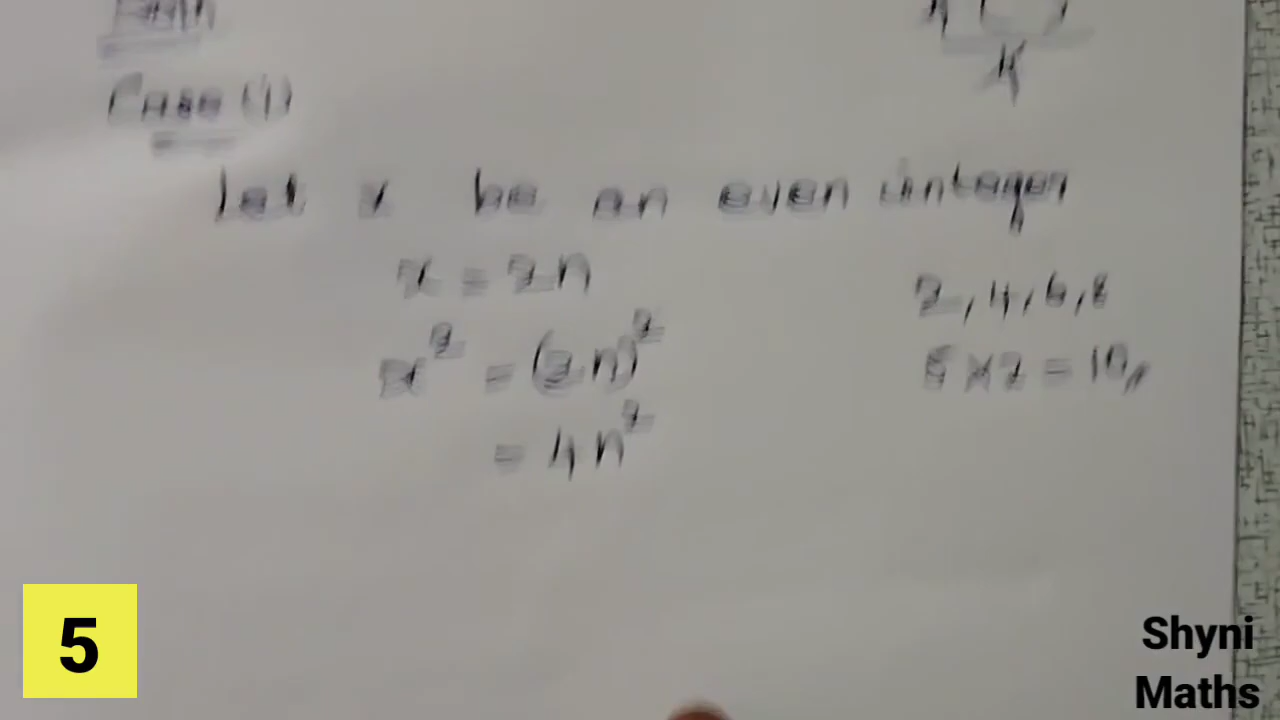 Case (i)
let x be an even integer
x = 2n
2, 4, 6, 8
x² = (2n)²
5 x 2 = 10,,
= 4n²
5
Shyni
Maths